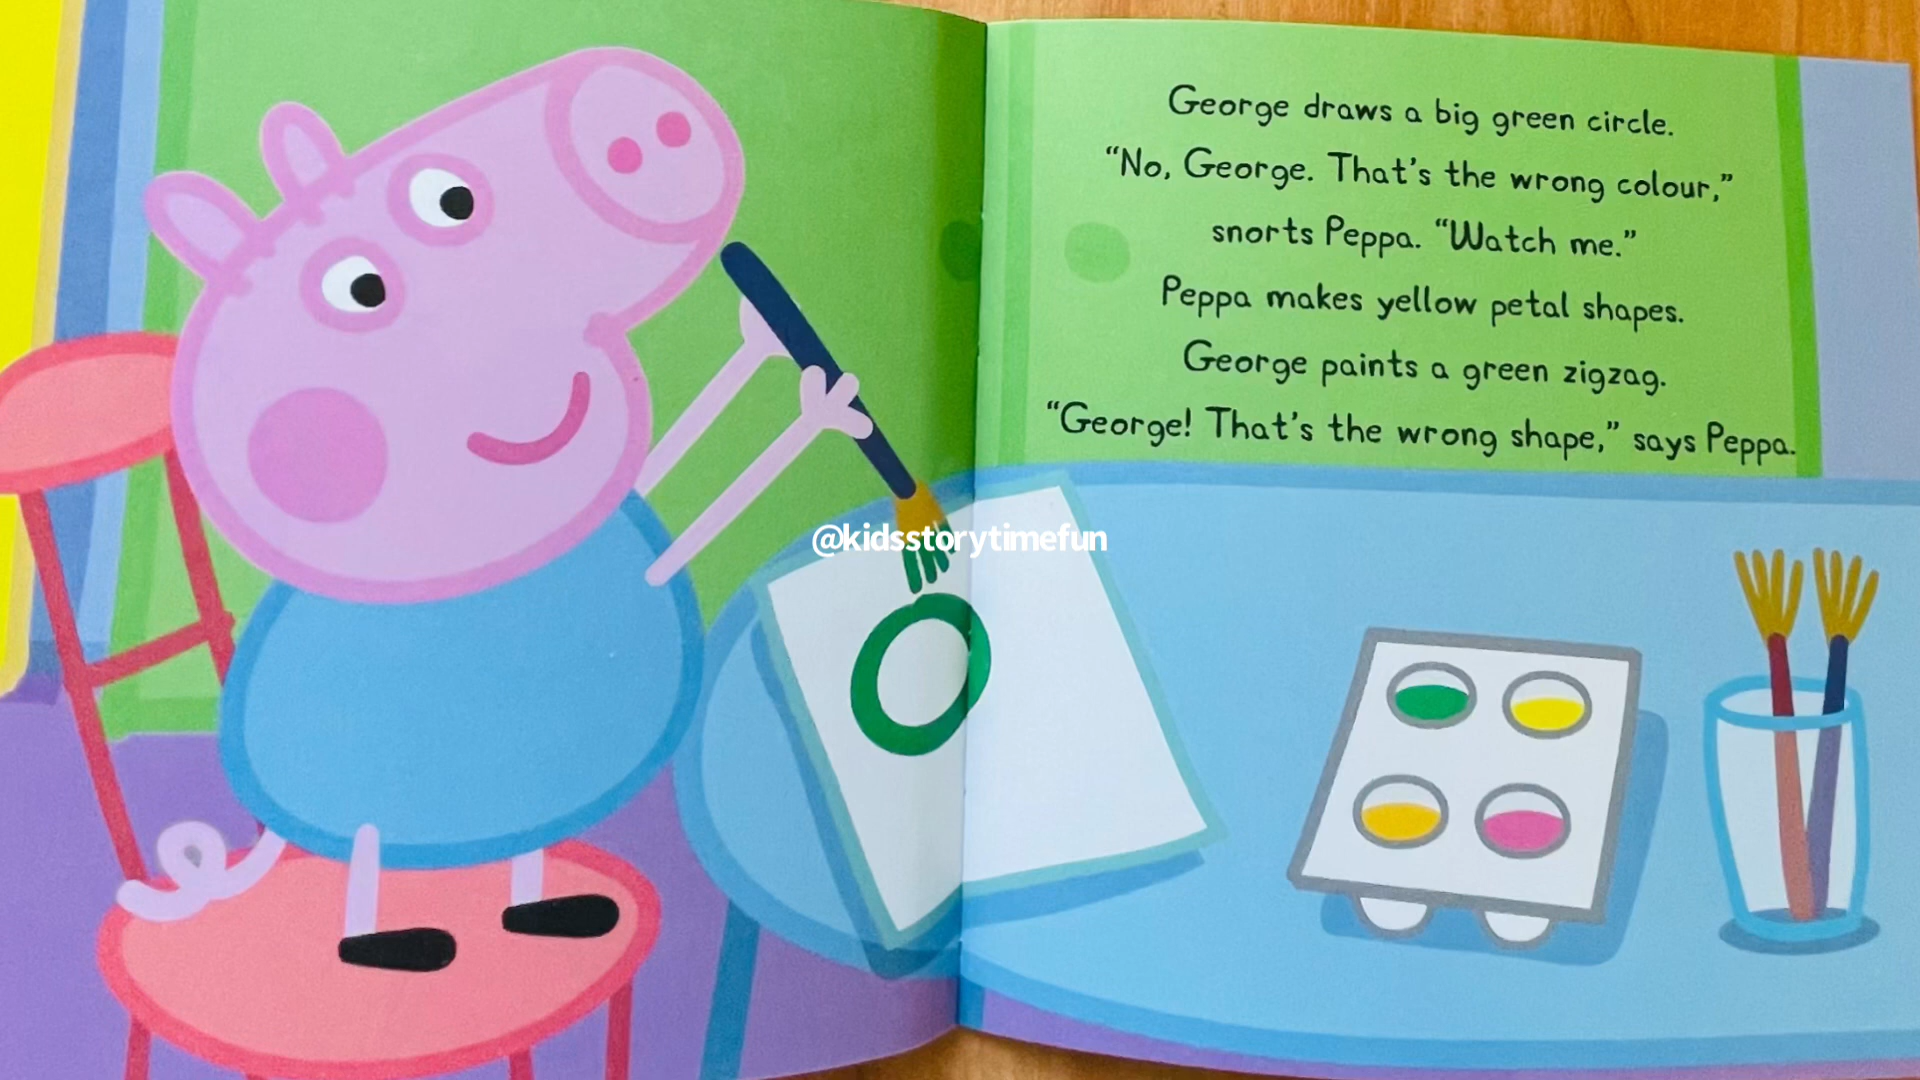 George draws a big green circle.
“No, George. That’s the wrong colour,”
snorts Peppa. “Watch me.”
Peppa makes yellow petal shapes.
George paints a green zigzag.
“George! That’s the wrong shape,” says Peppa.
@kidsstorytimefun